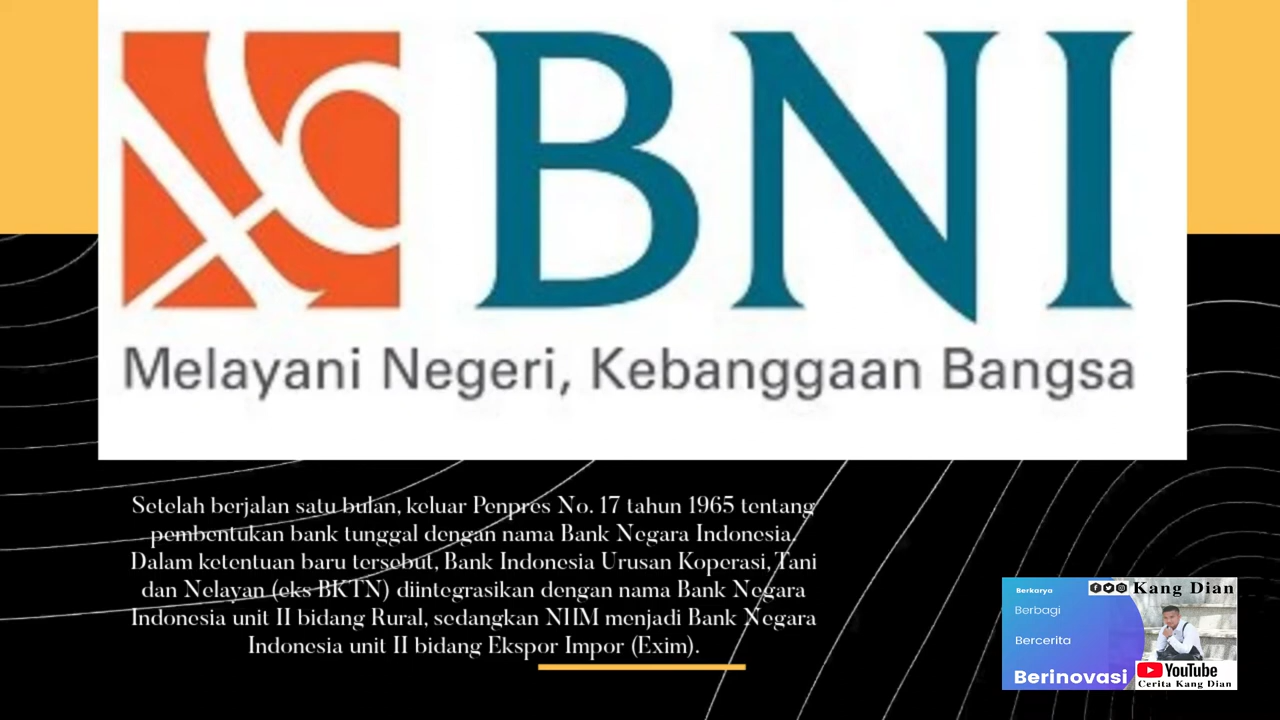 BNI
Melayani Negeri, Kebanggaan Bangsa
Setelah berjalan satu bulan, keluar Penpres No. 17 tahun 1965 tentang
pembentukan bank tunggal dengan nama Bank Negara Indonesia.
Dalam ketentuan baru tersebut, Bank Indonesia Urusan Koperasi, Tani
dan Nelayan (eks BKTN) diintegrasikan dengan nama Bank Negara
Indonesia unit II bidang Rural, sedangkan NHM menjadi Bank Negara
Indonesia unit II bidang Ekspor Impor (Exim).
Berkarya
Kang Dian
Berbagi
Bercerita
Berinovasi
YouTube
Cerita Kang Dian